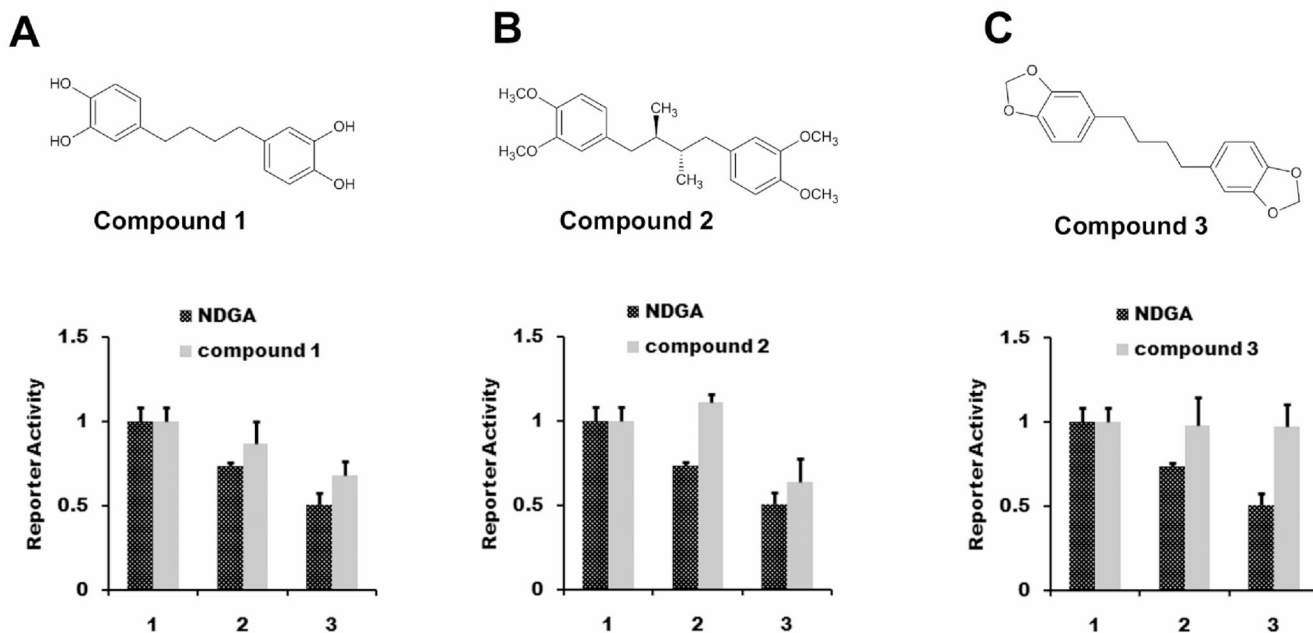 A
HO
HO
OH
OH
Compound 1
NDGA
compound 1
1.5
1
0.5
0
Reporter Activity
1 2 3
B
H₃CO
OCH₃
CH₃
CH₃
OCH₃
OCH₃
Compound 2
NDGA
compound 2
1.5
1
0.5
0
Reporter Activity
1 2 3
C
O
O
O
O
Compound 3
NDGA
compound 3
1.5
1
0.5
0
Reporter Activity
1 2 3